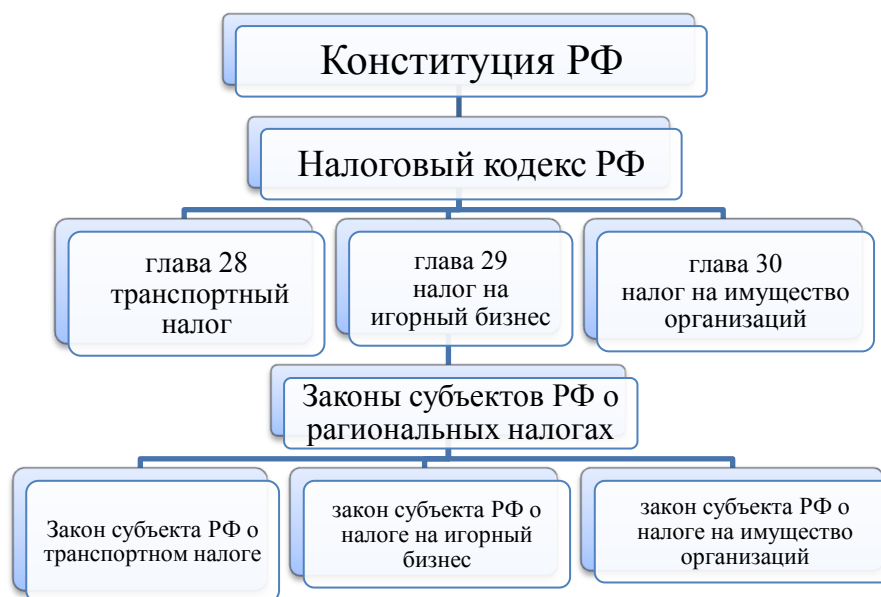 Конституция РФ
Налоговый кодекс РФ
глава 28
транспортный
налог
глава 29
налог на
игорный бизнес
глава 30
налог на имущество
организаций
Законы субъектов РФ о
рагиональных налогах
Закон субъекта РФ о
транспортном налоге
закон субъекта РФ о
налоге на игорный
бизнес
закон субъекта РФ о
налоге на имущество
организаций